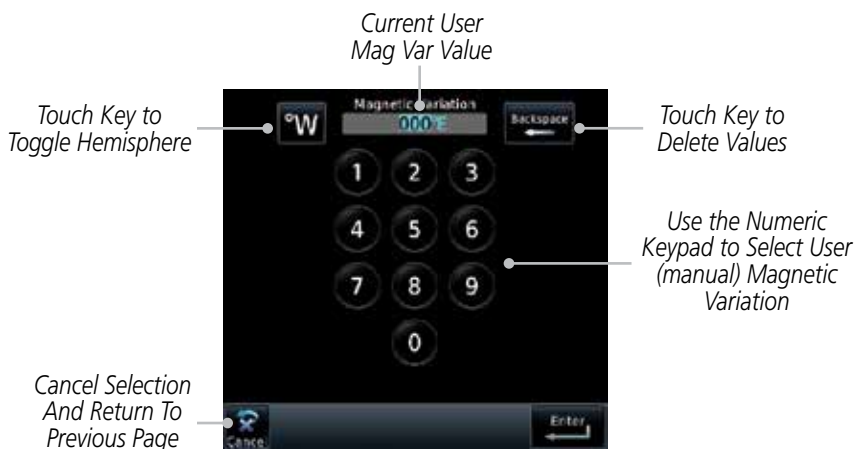 Current User
Mag Var Value
Touch Key to
Toggle Hemisphere
°W
Magnetic Variation
000°E
Backspace
Touch Key to
Delete Values
1 2 3
4 5 6
7 8 9
0
Use the Numeric
Keypad to Select User
(manual) Magnetic
Variation
Cancel Selection
And Return To
Previous Page
Cancel
Enter